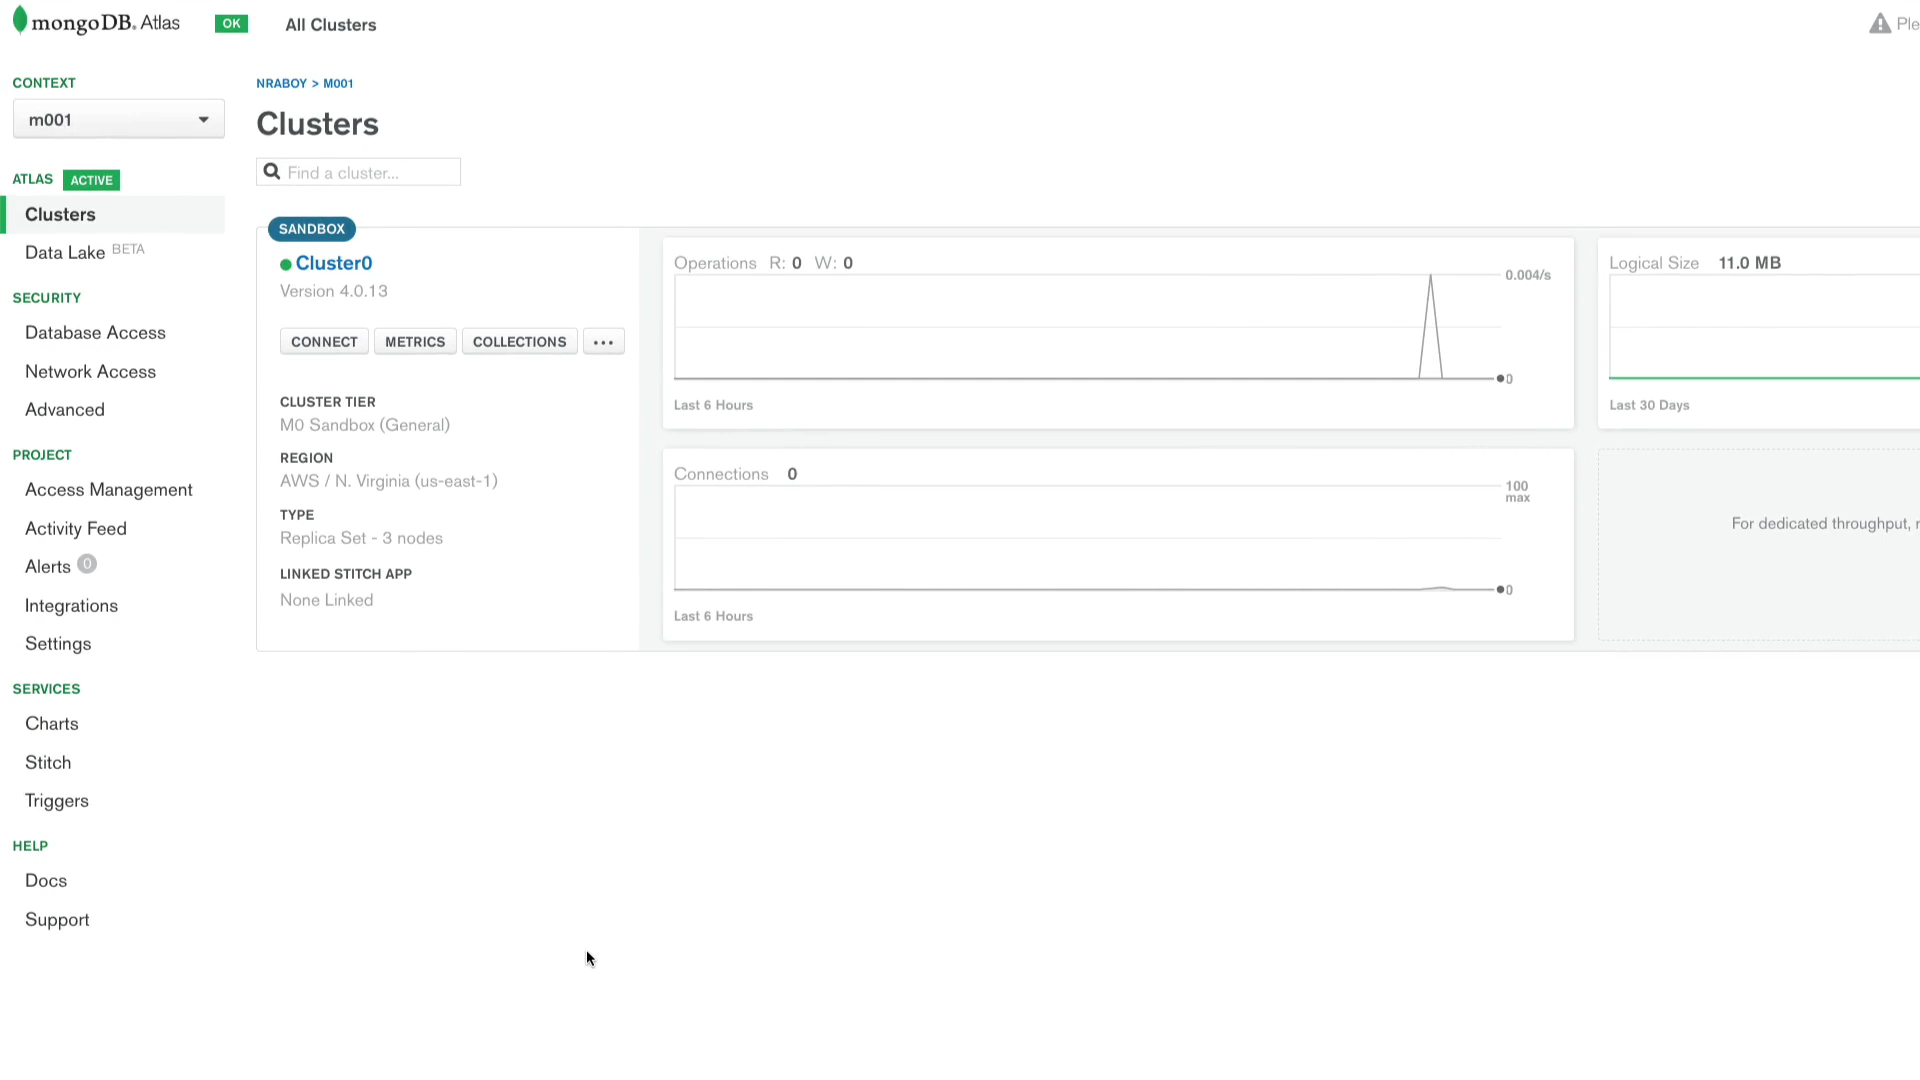 mongoDB. Atlas OK All Clusters Ple
CONTEXT
m001
ATLAS ACTIVE
Clusters
Data Lake BETA
SECURITY
Database Access
Network Access
Advanced
PROJECT
Access Management
Activity Feed
Alerts 0
Integrations
Settings
SERVICES
Charts
Stitch
Triggers
HELP
Docs
Support
NRABOY > M001
Clusters
Find a cluster...
SANDBOX
Cluster0
Version 4.0.13
CONNECT METRICS COLLECTIONS ...
CLUSTER TIER
M0 Sandbox (General)
REGION
AWS / N. Virginia (us-east-1)
TYPE
Replica Set - 3 nodes
LINKED STITCH APP
None Linked
Operations R: 0 W: 0
0.004/s
0
Last 6 Hours
Connections 0
100
max
0
Last 6 Hours
Logical Size 11.0 MB
Last 30 Days
For dedicated throughput,